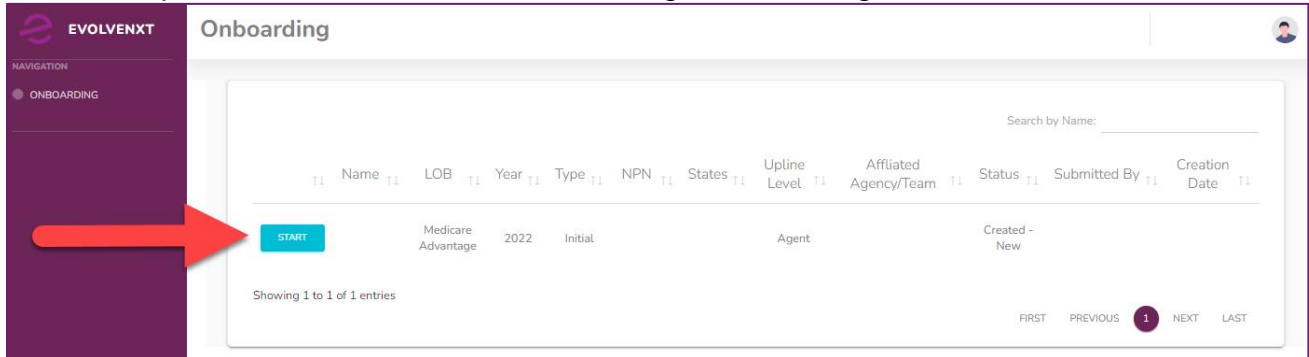 EVOLVENXT
Onboarding
NAVIGATION
ONBOARDING
Search by Name:
Name LOB Year Type NPN States Upline Level Affliated Agency/Team Status Submitted By Creation Date
START Medicare Advantage 2022 Initial Agent Created - New
Showing 1 to 1 of 1 entries
FIRST PREVIOUS 1 NEXT LAST